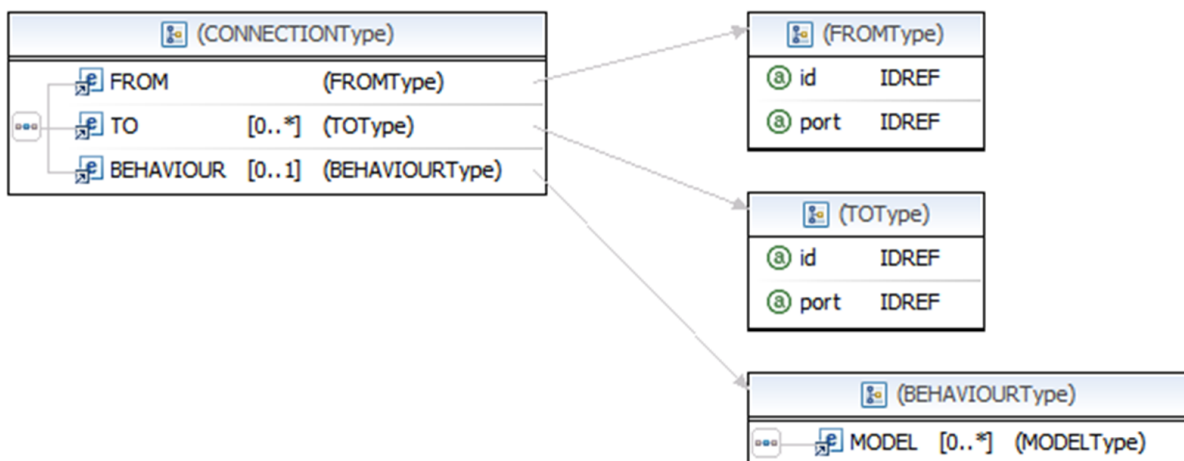 (CONNECTIONType)
FROM (FROMType)
TO [0..*] (TOType)
BEHAVIOUR [0..1] (BEHAVIOURType)
(FROMType)
id IDREF
port IDREF
(TOType)
id IDREF
port IDREF
(BEHAVIOURType)
MODEL [0..*] (MODELType)